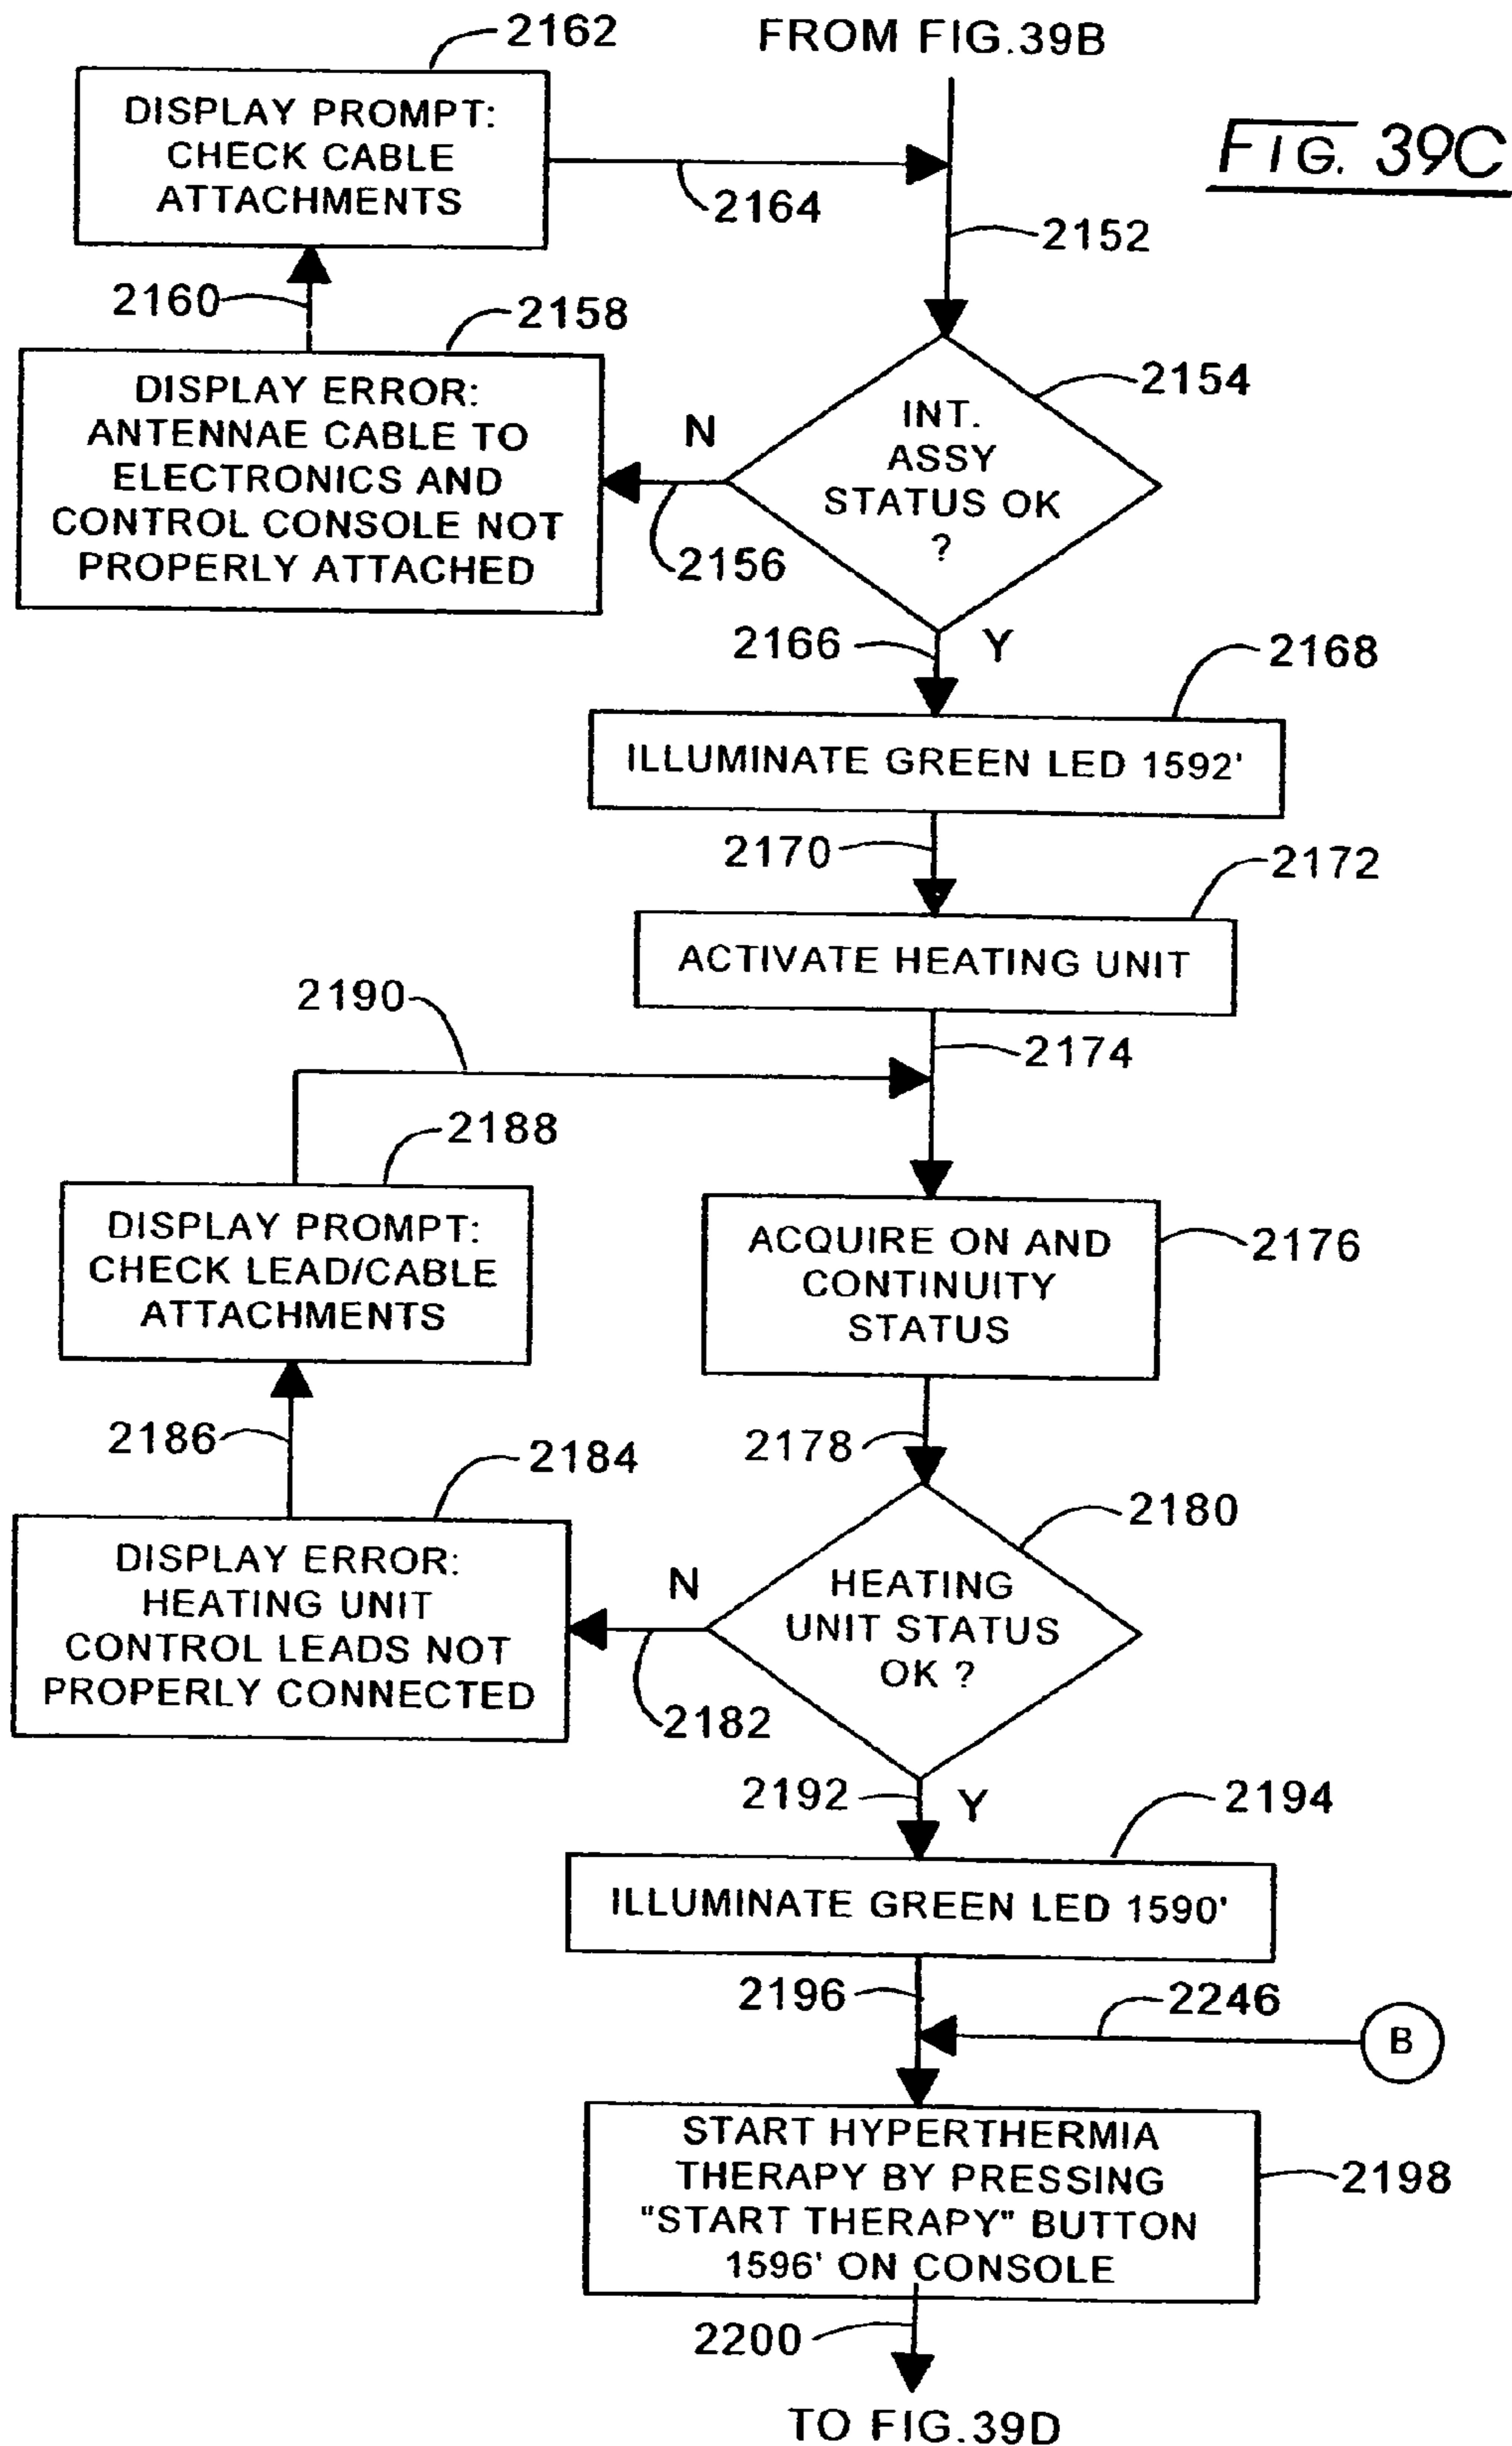 2162
FROM FIG.39B
DISPLAY PROMPT:
CHECK CABLE
ATTACHMENTS
FIG. 39C
2164
2152
2160
2158
2154
DISPLAY ERROR:
ANTENNAE CABLE TO
ELECTRONICS AND
CONTROL CONSOLE NOT
PROPERLY ATTACHED
N
INT.
ASSY
STATUS OK
?
2156
2166
Y
2168
ILLUMINATE GREEN LED 1592'
2170
2172
ACTIVATE HEATING UNIT
2190
2174
2188
DISPLAY PROMPT:
CHECK LEAD/CABLE
ATTACHMENTS
ACQUIRE ON AND
CONTINUITY
STATUS
2176
2186
2178
2184
2180
DISPLAY ERROR:
HEATING UNIT
CONTROL LEADS NOT
PROPERLY CONNECTED
N
HEATING
UNIT STATUS
OK ?
2182
2192
Y
2194
ILLUMINATE GREEN LED 1590'
2196
2246
B
START HYPERTHERMIA
THERAPY BY PRESSING
"START THERAPY" BUTTON
1596' ON CONSOLE
2198
2200
TO FIG.39D